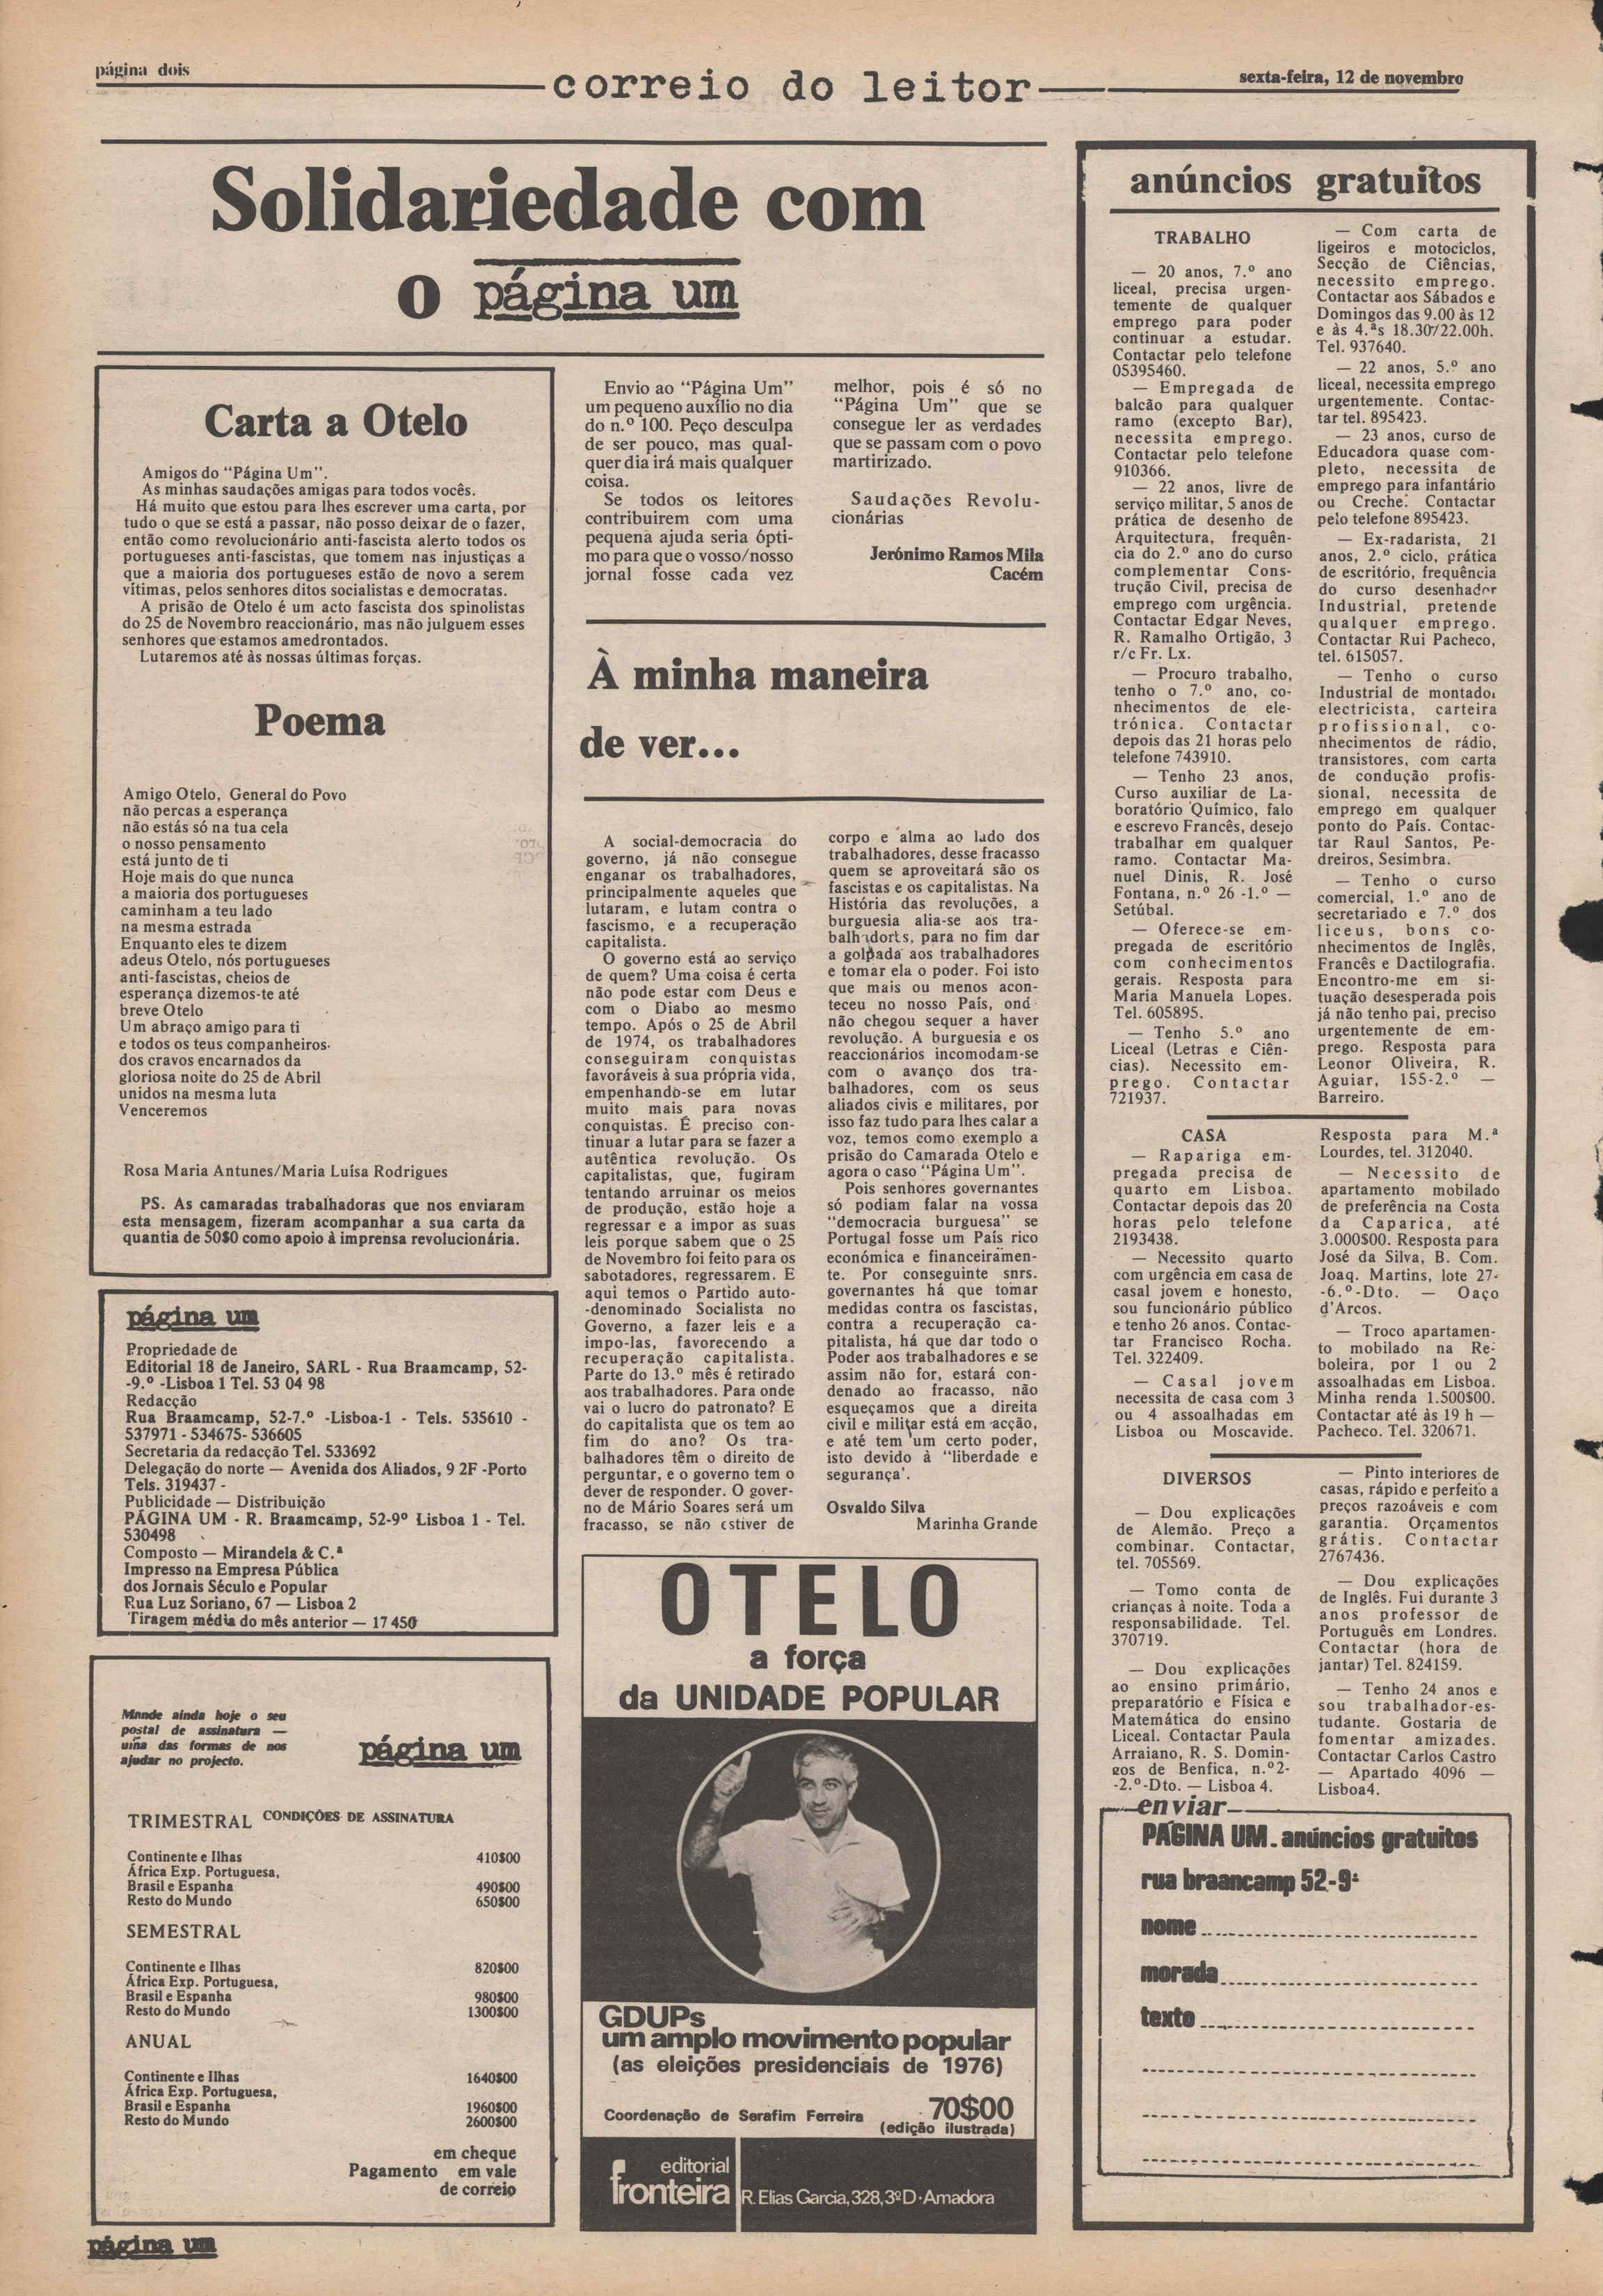 página dois
correio do leitor
sexta-feira, 12 de novembro
Solidariedade com
o página um
Carta a Otelo
Amigos do "Página Um".
As minhas saudações amigas para todos vocês.
Há muito que estou para lhes escrever uma carta, por
tudo o que se está a passar, não posso deixar de o fazer,
então como revolucionário anti-fascista alerto todos os
portugueses anti-fascistas, que tomem nas injustiças a
que a maioria dos portugueses estão de novo a serem
vítimas, pelos senhores ditos socialistas e democratas.
A prisão de Otelo é um acto fascista dos spinolistas
do 25 de Novembro reaccionário, mas não julguem esses
senhores que estamos amedrontados.
Lutaremos até às nossas últimas forças.
Poema
Amigo Otelo, General do Povo
não percas a esperança
não estás só na tua cela
o nosso pensamento
está junto de ti
Hoje mais do que nunca
a maioria dos portugueses
caminham a teu lado
na mesma estrada
Enquanto eles te dizem
adeus Otelo, nós portugueses
anti-fascistas, cheios de
esperança dizemos-te até
breve Otelo
Um abraço amigo para ti
e todos os teus companheiros
dos cravos encarnados da
gloriosa noite do 25 de Abril
unidos na mesma luta
Venceremos
Rosa Maria Antunes/Maria Luísa Rodrigues
PS. As camaradas trabalhadoras que nos enviaram
esta mensagem, fizeram acompanhar a sua carta da
quantia de 50$0 como apoio à imprensa revolucionária.
página um
Propriedade de
Editorial 18 de Janeiro, SARL - Rua Braamcamp, 52-
-9.º -Lisboa 1 Tel. 53 04 98
Redacção
Rua Braamcamp, 52-7.º -Lisboa-1 - Tels. 535610 -
537971 - 534675- 536605
Secretaria da redacção Tel. 533692
Delegação do norte — Avenida dos Aliados, 9 2F -Porto
Tels. 319437 -
Publicidade — Distribuição
PÁGINA UM - R. Braamcamp, 52-9º Lisboa 1 - Tel.
530498
Composto — Mirandela & C.ª
Impresso na Empresa Pública
dos Jornais Século e Popular
Rua Luz Soriano, 67 — Lisboa 2
Tiragem média do mês anterior — 17 450
Mande ainda hoje o seu
postal de assinatura —
uma das formas de nos
ajudar no projecto.
página um
TRIMESTRAL CONDIÇÕES DE ASSINATURA
Continente e Ilhas 410$00
África Exp. Portuguesa,
Brasil e Espanha 490$00
Resto do Mundo 650$00
SEMESTRAL
Continente e Ilhas 820$00
África Exp. Portuguesa,
Brasil e Espanha 980$00
Resto do Mundo 1300$00
ANUAL
Continente e Ilhas 1640$00
África Exp. Portuguesa,
Brasil e Espanha 1960$00
Resto do Mundo 2600$00
em cheque
Pagamento em vale
de correio
página um
Envio ao "Página Um"
um pequeno auxílio no dia
do n.º 100. Peço desculpa
de ser pouco, mas qual-
quer dia irá mais qualquer
coisa.
Se todos os leitores
contribuirem com uma
pequena ajuda seria ópti-
mo para que o vosso/nosso
jornal fosse cada vez
melhor, pois é só no
"Página Um" que se
consegue ler as verdades
que se passam com o povo
martirizado.
Saudações Revolu-
cionárias
Jerónimo Ramos Mila
Cacém
À minha maneira
de ver...
A social-democracia do
governo, já não consegue
enganar os trabalhadores,
principalmente aqueles que
lutaram, e lutam contra o
fascismo, e a recuperação
capitalista.
O governo está ao serviço
de quem? Uma coisa é certa
não pode estar com Deus e
com o Diabo ao mesmo
tempo. Após o 25 de Abril
de 1974, os trabalhadores
conseguiram conquistas
favoráveis à sua própria vida,
empenhando-se em lutar
muito mais para novas
conquistas. É preciso con-
tinuar a lutar para se fazer a
autêntica revolução. Os
capitalistas, que, fugiram
tentando arruinar os meios
de produção, estão hoje a
regressar e a impor as suas
leis porque sabem que o 25
de Novembro foi feito para os
sabotadores, regressarem. E
aqui temos o Partido auto-
-denominado Socialista no
Governo, a fazer leis e a
impo-las, favorecendo a
recuperação capitalista.
Parte do 13.º mês é retirado
aos trabalhadores. Para onde
vai o lucro do patronato? E
do capitalista que os tem ao
fim do ano? Os tra-
balhadores têm o direito de
perguntar, e o governo tem o
dever de responder. O gover-
no de Mário Soares será um
fracasso, se não estiver de
corpo e alma ao lado dos
trabalhadores, desse fracasso
quem se aproveitará são os
fascistas e os capitalistas. Na
História das revoluções, a
burguesia alia-se aos tra-
balhadorts, para no fim dar
a golpada aos trabalhadores
e tomar ela o poder. Foi isto
que mais ou menos acon-
teceu no nosso País, ond
não chegou sequer a haver
revolução. A burguesia e os
reaccionários incomodam-se
com o avanço dos tra-
balhadores, com os seus
aliados civis e militares, por
isso faz tudo para lhes calar a
voz, temos como exemplo a
prisão do Camarada Otelo e
agora o caso "Página Um".
Pois senhores governantes
só podiam falar na vossa
"democracia burguesa" se
Portugal fosse um País rico
económica e financeiramen-
te. Por conseguinte snrs.
governantes há que tomar
medidas contra os fascistas,
contra a recuperação ca-
pitalista, há que dar todo o
Poder aos trabalhadores e se
assim não for, estará con-
denado ao fracasso, não
esqueçamos que a direita
civil e militar está em acção,
e até tem um certo poder,
isto devido à "liberdade e
segurança'.
Osvaldo Silva
Marinha Grande
OTELO
a força
da UNIDADE POPULAR
GDUPs
um amplo movimento popular
(as eleições presidenciais de 1976)
Coordenação de Serafim Ferreira
70$00
(edição ilustrada)
editorial
fronteira
R. Elias Garcia, 328, 3º D · Amadora
anúncios gratuitos
TRABALHO
— 20 anos, 7.º ano
liceal, precisa urgen-
temente de qualquer
emprego para poder
continuar a estudar.
Contactar pelo telefone
05395460.
— Empregada de
balcão para qualquer
ramo (excepto Bar),
necessita emprego.
Contactar pelo telefone
910366.
— 22 anos, livre de
serviço militar, 5 anos de
prática de desenho de
Arquitectura, frequên-
cia do 2.º ano do curso
complementar Cons-
trução Civil, precisa de
emprego com urgência.
Contactar Edgar Neves,
R. Ramalho Ortigão, 3
r/c Fr. Lx.
— Procuro trabalho,
tenho o 7.º ano, co-
nhecimentos de ele-
trónica. Contactar
depois das 21 horas pelo
telefone 743910.
— Tenho 23 anos,
Curso auxiliar de La-
boratório Químico, falo
e escrevo Francês, desejo
trabalhar em qualquer
ramo. Contactar Ma-
nuel Dinis, R. José
Fontana, n.º 26 -1.º —
Setúbal.
— Oferece-se em-
pregada de escritório
com conhecimentos
gerais. Resposta para
Maria Manuela Lopes.
Tel. 605895.
— Tenho 5.º ano
Liceal (Letras e Ciên-
cias). Necessito em-
prego. Contactar
721937.
— Com carta de
ligeiros e motociclos,
Secção de Ciências,
necessito emprego.
Contactar aos Sábados e
Domingos das 9.00 às 12
e às 4.ªs 18.30/22.00h.
Tel. 937640.
— 22 anos, 5.º ano
liceal, necessita emprego
urgentemente. Contac-
tar tel. 895423.
— 23 anos, curso de
Educadora quase com-
pleto, necessita de
emprego para infantário
ou Creche. Contactar
pelo telefone 895423.
— Ex-radarista, 21
anos, 2.º ciclo, prática
de escritório, frequência
do curso desenhador
Industrial, pretende
qualquer emprego.
Contactar Rui Pacheco,
tel. 615057.
— Tenho o curso
Industrial de montador
electricista, carteira
profissional, co-
nhecimentos de rádio,
transistores, com carta
de condução profis-
sional, necessita de
emprego em qualquer
ponto do País. Contac-
tar Raul Santos, Pe-
dreiros, Sesimbra.
— Tenho o curso
comercial, 1.º ano de
secretariado e 7.º dos
liceus, bons co-
nhecimentos de Inglês,
Francês e Dactilografia.
Encontro-me em si-
tuação desesperada pois
já não tenho pai, preciso
urgentemente de em-
prego. Resposta para
Leonor Oliveira, R.
Aguiar, 155-2.º —
Barreiro.
CASA
— Rapariga em-
pregada precisa de
quarto em Lisboa.
Contactar depois das 20
horas pelo telefone
2193438.
— Necessito quarto
com urgência em casa de
casal jovem e honesto,
sou funcionário público
e tenho 26 anos. Contac-
tar Francisco Rocha.
Tel. 322409.
— Casal jovem
necessita de casa com 3
ou 4 assoalhadas em
Lisboa ou Moscavide.
Resposta para M.ª
Lourdes, tel. 312040.
— Necessito de
apartamento mobilado
de preferência na Costa
da Caparica, até
3.000$00. Resposta para
José da Silva, B. Com.
Joaq. Martins, lote 27-
-6.º-Dto. — Oaço
d'Arcos.
— Troco apartamen-
to mobilado na Re-
boleira, por 1 ou 2
assoalhadas em Lisboa.
Minha renda 1.500$00.
Contactar até às 19 h —
Pacheco. Tel. 320671.
DIVERSOS
— Dou explicações
de Alemão. Preço a
combinar. Contactar,
tel. 705569.
— Tomo conta de
crianças à noite. Toda a
responsabilidade. Tel.
370719.
— Dou explicações
ao ensino primário,
preparatório e Física e
Matemática do ensino
Liceal. Contactar Paula
Arraiano, R. S. Domin-
gos de Benfica, n.º2-
-2.º-Dto. — Lisboa 4.
— Pinto interiores de
casas, rápido e perfeito a
preços razoáveis e com
garantia. Orçamentos
grátis. Contactar
2767436.
— Dou explicações
de Inglês. Fui durante 3
anos professor de
Português em Londres.
Contactar (hora de
jantar) Tel. 824159.
— Tenho 24 anos e
sou trabalhador-es-
tudante. Gostaria de
fomentar amizades.
Contactar Carlos Castro
— Apartado 4096 —
Lisboa4.
enviar
PÁGINA UM - anúncios gratuitos
rua braancamp 52-9º
nome
morada
texto